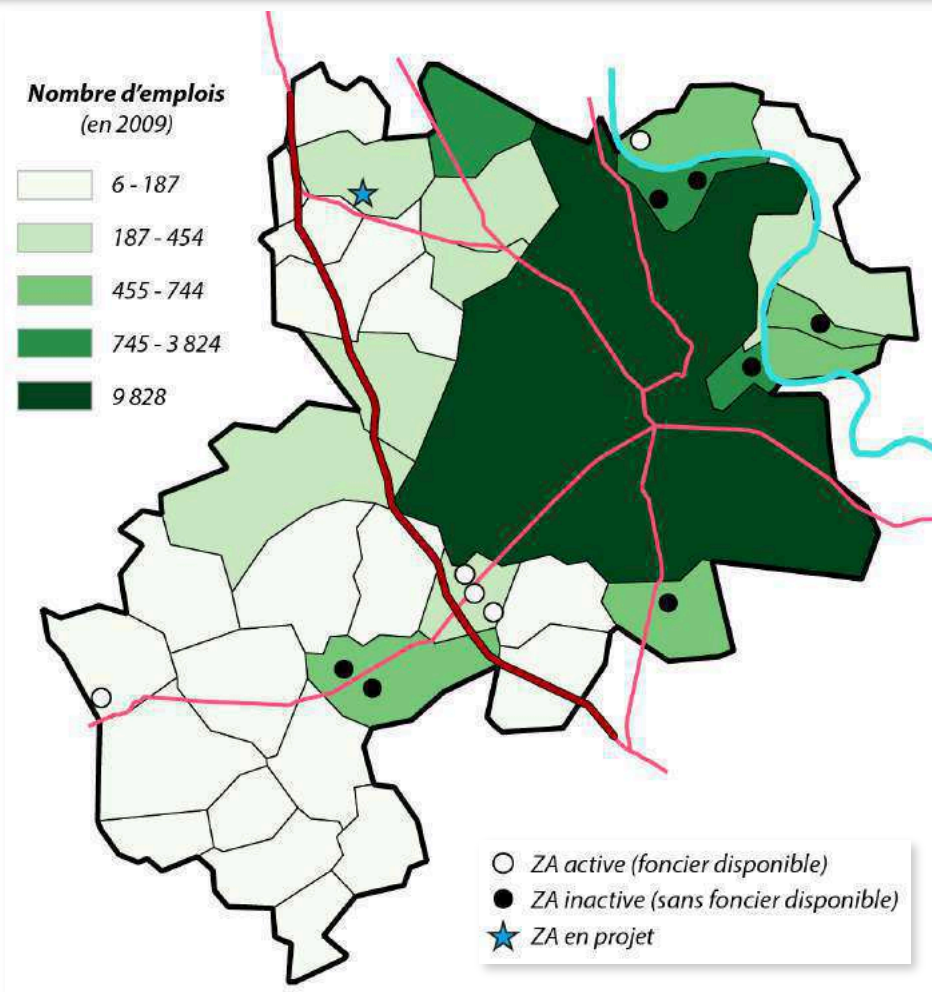 Nombre d'emplois
(en 2009)
6 - 187
187 - 454
455 - 744
745 - 3 824
9 828
ZA active (foncier disponible)
ZA inactive (sans foncier disponible)
ZA en projet